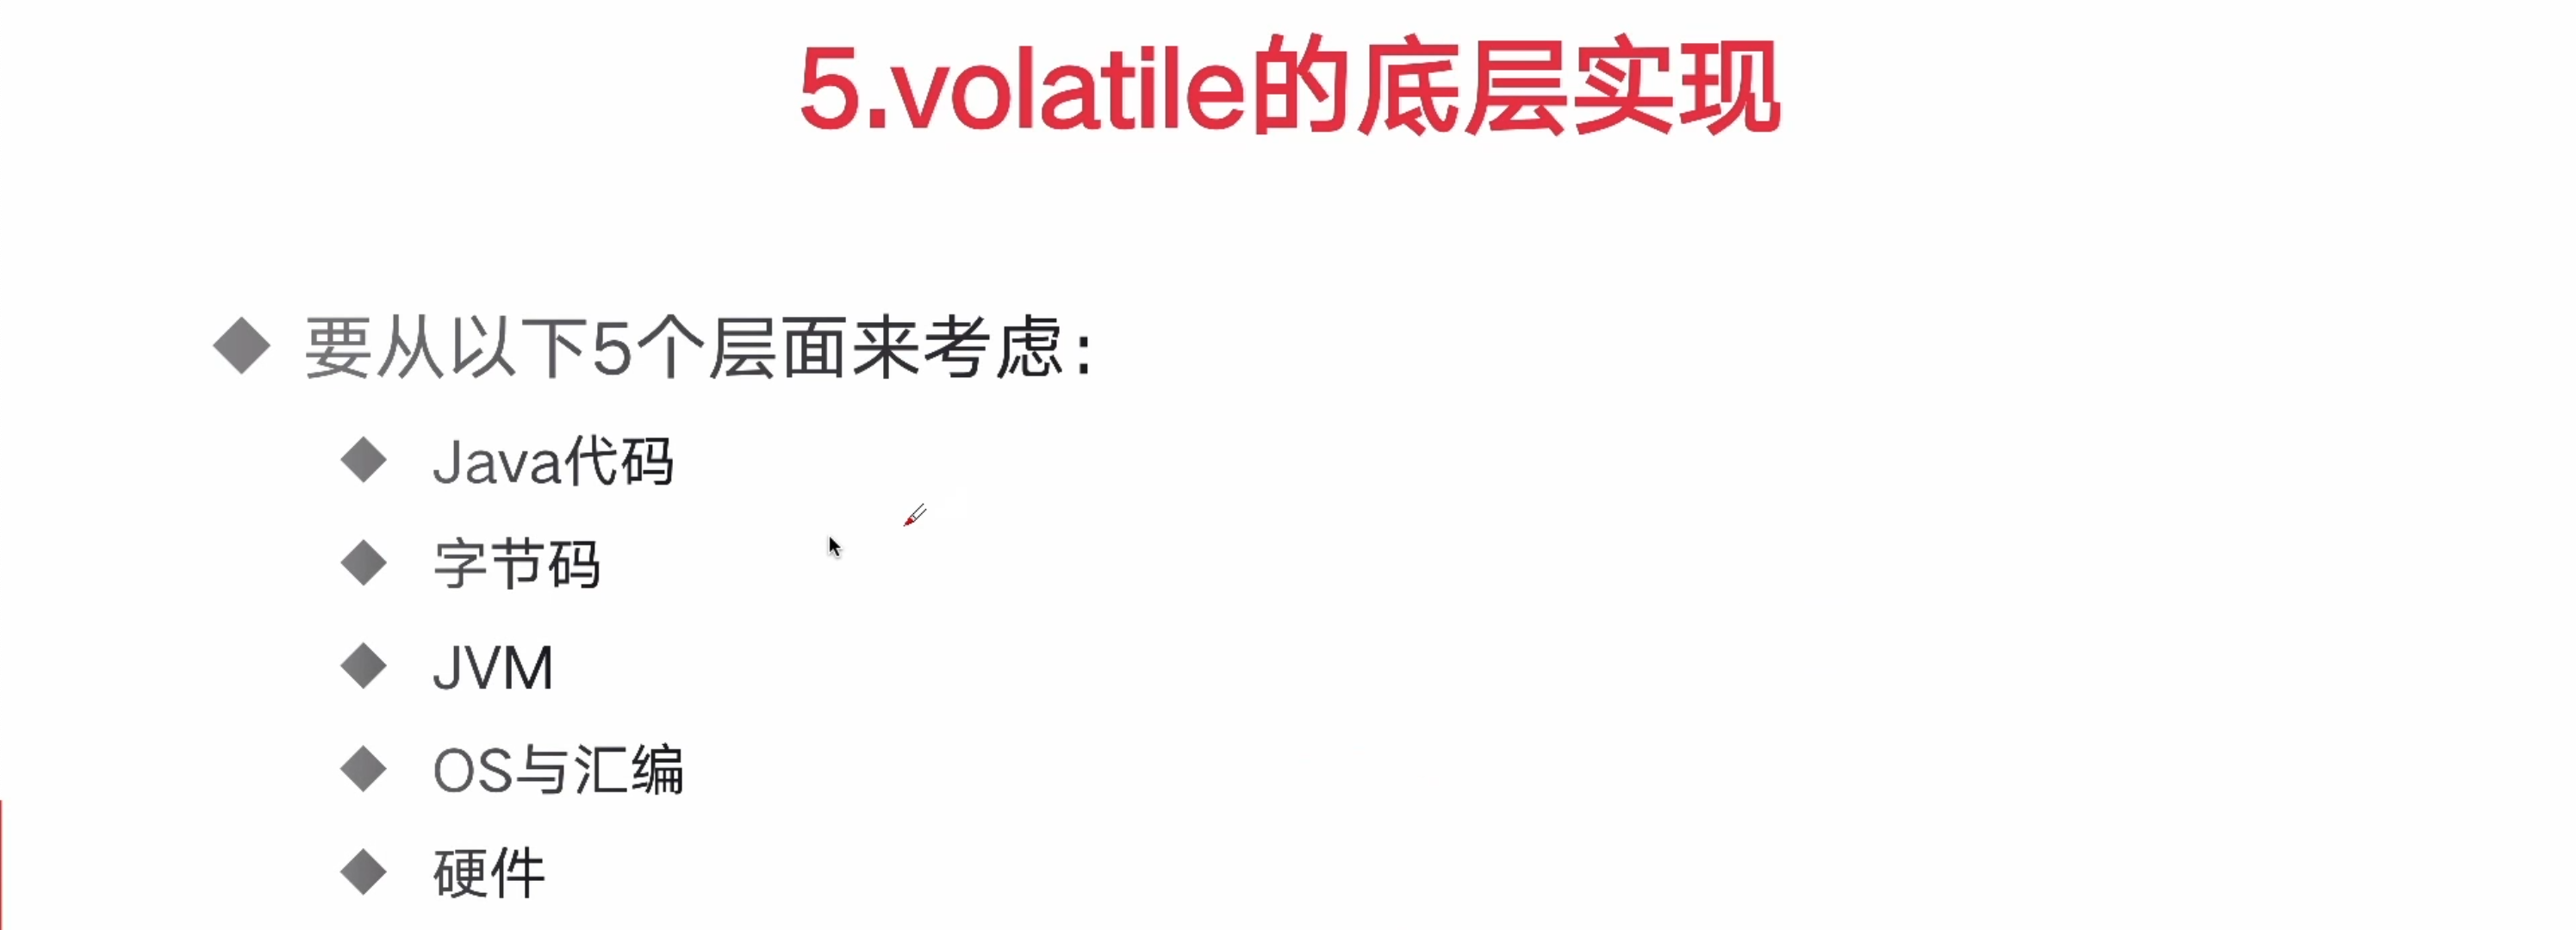 5.volatile的底层实现
要从以下5个层面来考虑：
Java代码
字节码
JVM
OS与汇编
硬件